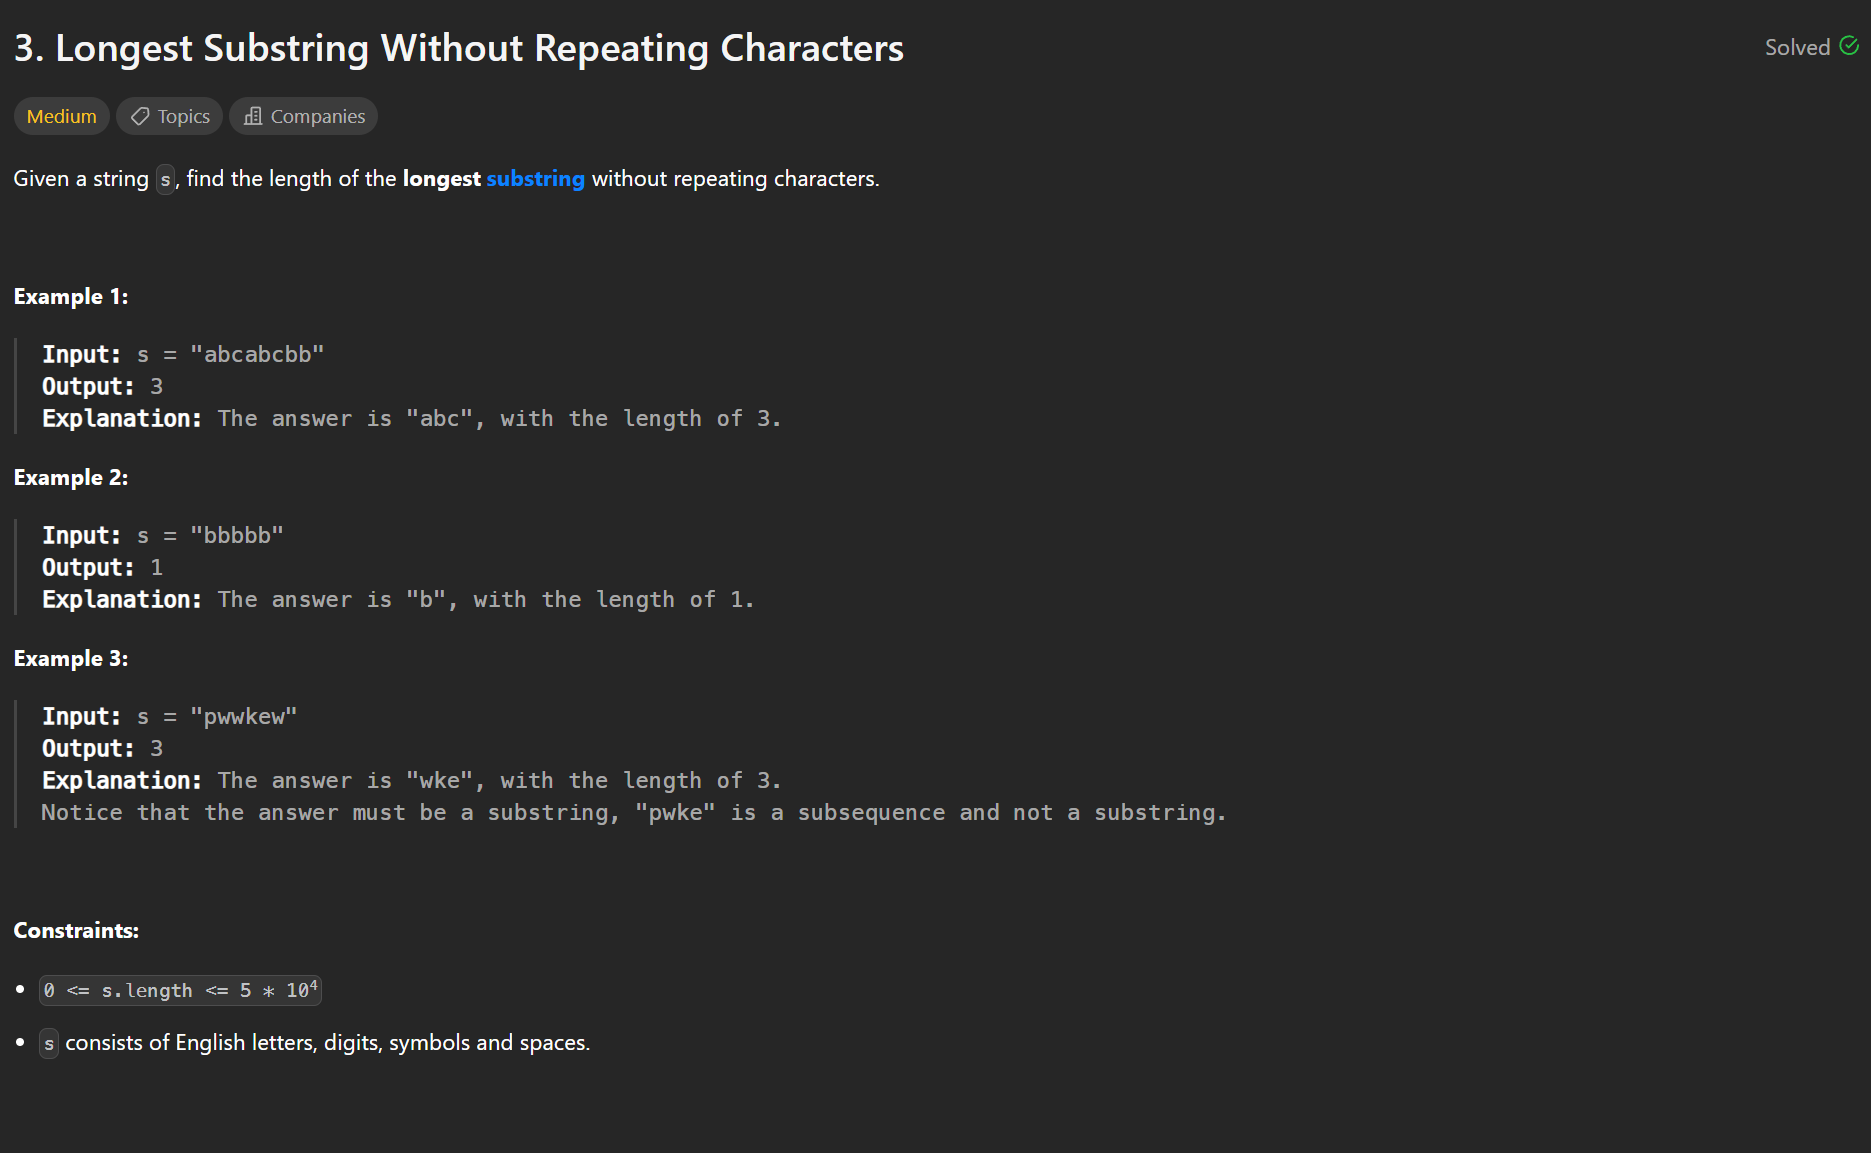 3. Longest Substring Without Repeating Characters
Solved
Medium Topics Companies
Given a string s, find the length of the longest substring without repeating characters.
Example 1:
Input: s = "abcabcbb"
Output: 3
Explanation: The answer is "abc", with the length of 3.
Example 2:
Input: s = "bbbbb"
Output: 1
Explanation: The answer is "b", with the length of 1.
Example 3:
Input: s = "pwwkew"
Output: 3
Explanation: The answer is "wke", with the length of 3.
Notice that the answer must be a substring, "pwke" is a subsequence and not a substring.
Constraints:
• 0 <= s.length <= 5 * 10⁴
• s consists of English letters, digits, symbols and spaces.